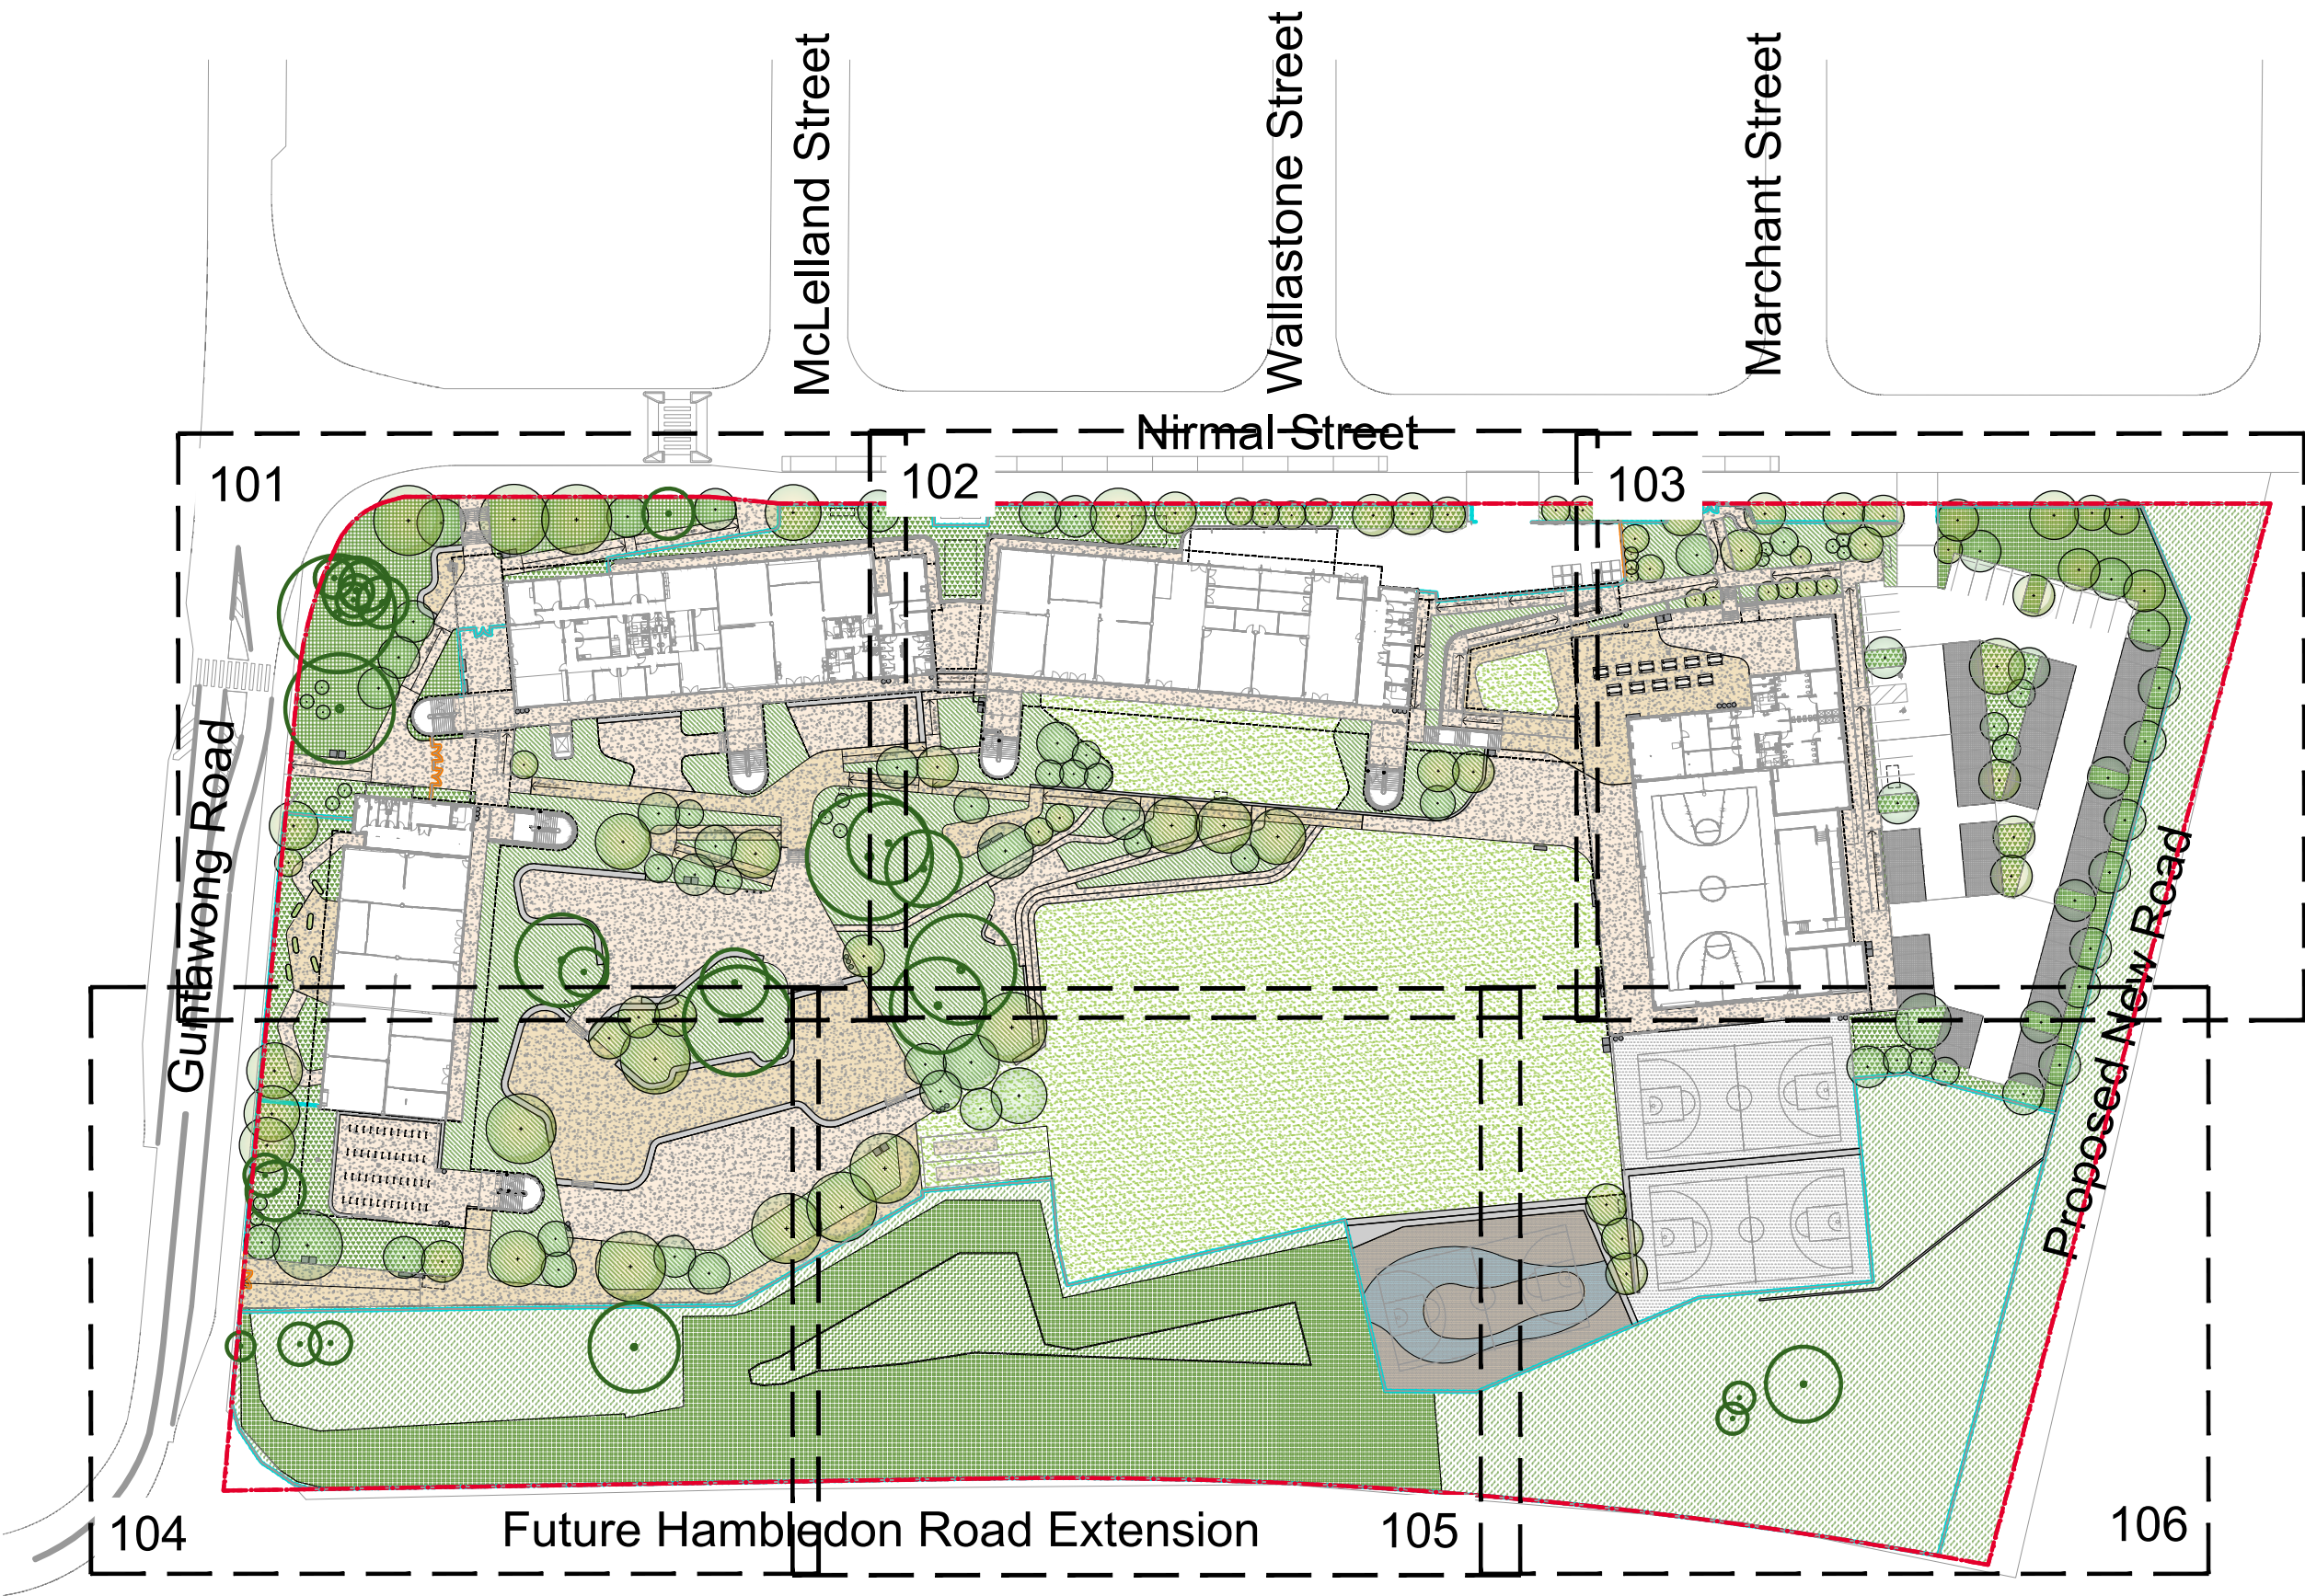 McLelland Street
Wallastone Street
Marchant Street
Nirmal Street
101
102
103
Guntawong Road
Proposed New Road
104
Future Hambledon Road Extension
105
106